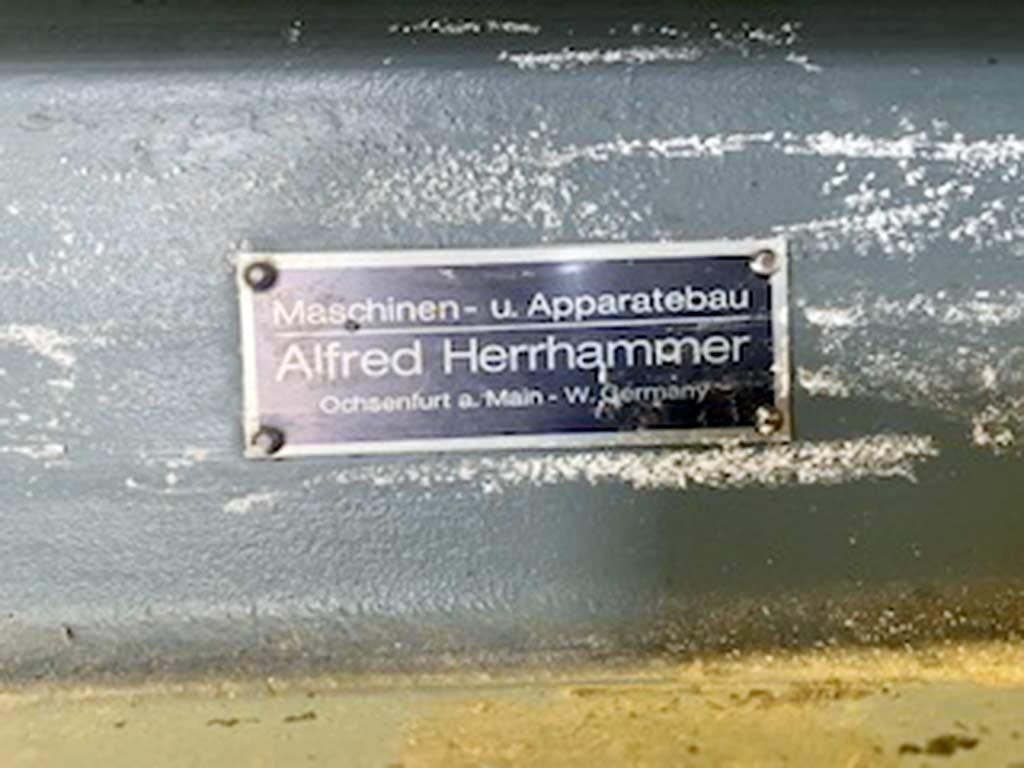 Maschinen- u. Apparatebau
Alfred Herrhammer
Ochsenfurt a. Main - W. Germany